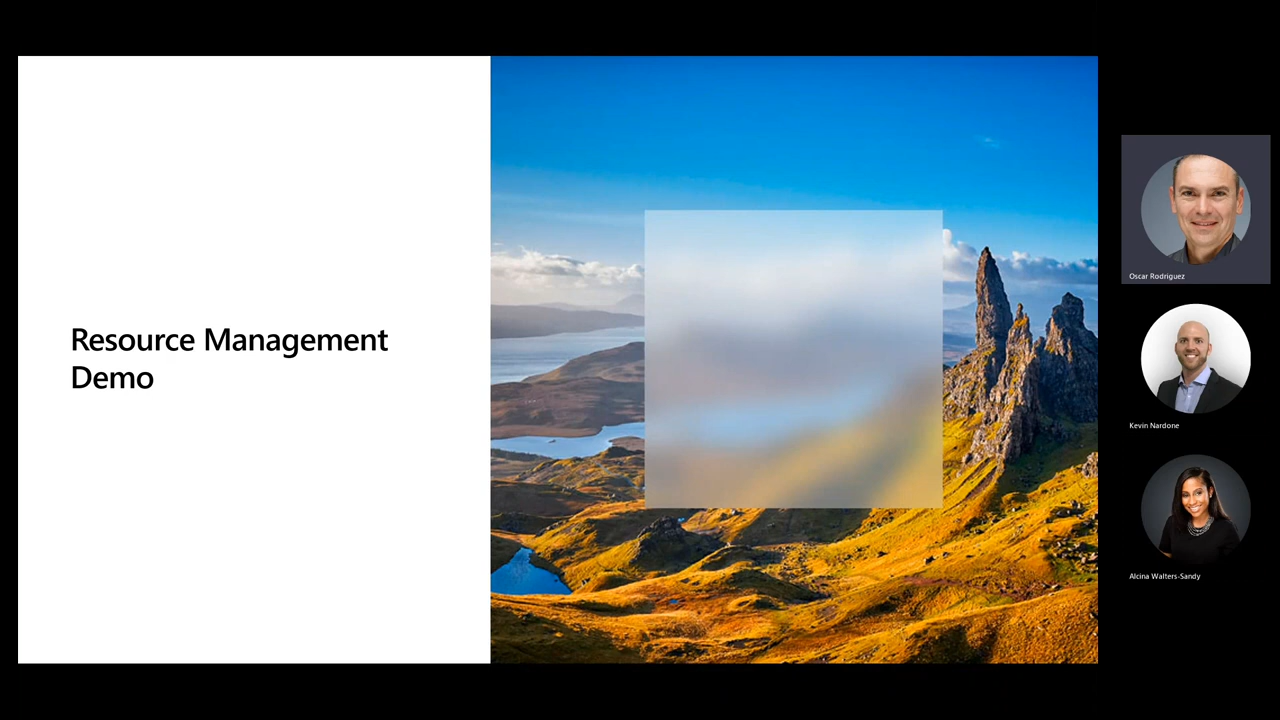 Resource Management
Demo
Oscar Rodriguez
Kevin Nardone
Alcina Walters-Sandy